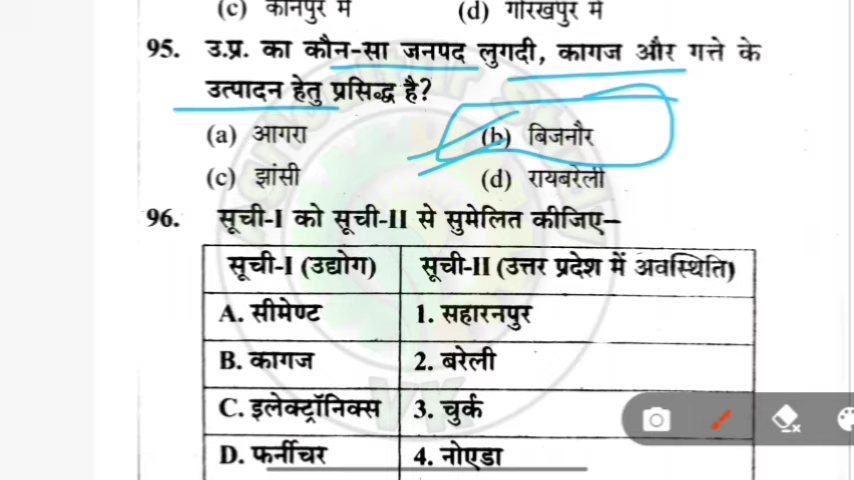 (c) कानपुर में (d) गोरखपुर में
95. उ.प्र. का कौन-सा जनपद लुगदी, कागज और गत्ते के
उत्पादन हेतु प्रसिद्ध है?
(a) आगरा (b) बिजनौर
(c) झांसी (d) रायबरेली
96. सूची-I को सूची-II से सुमेलित कीजिए–
सूची-I (उद्योग) सूची-II (उत्तर प्रदेश में अवस्थिति)
A. सीमेण्ट 1. सहारनपुर
B. कागज 2. बरेली
C. इलेक्ट्रॉनिक्स 3. चुर्क
D. फर्नीचर 4. नोएडा
VK